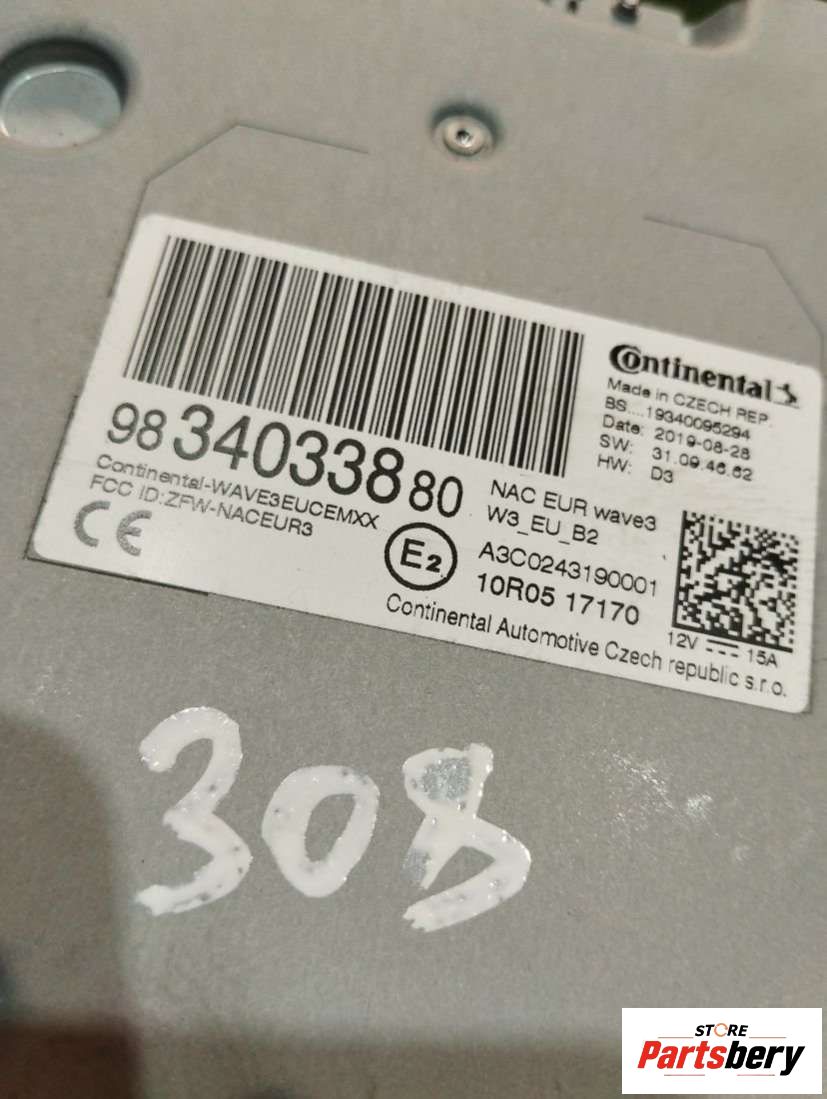 Continental
Made in CZECH REP.
BS....19340095294
Date: 2019-08-28
SW: 31.09.46.62
HW: D3
98 340338 80
Continental-WAVE3EUCEMXX
FCC ID:ZFW-NACEUR3
CE
NAC EUR wave3
W3_EU_B2
E2
A3C0243190001
10R05 17170
Continental Automotive Czech republic s.r.o.
12V 15A
308
STORE
Partsbery